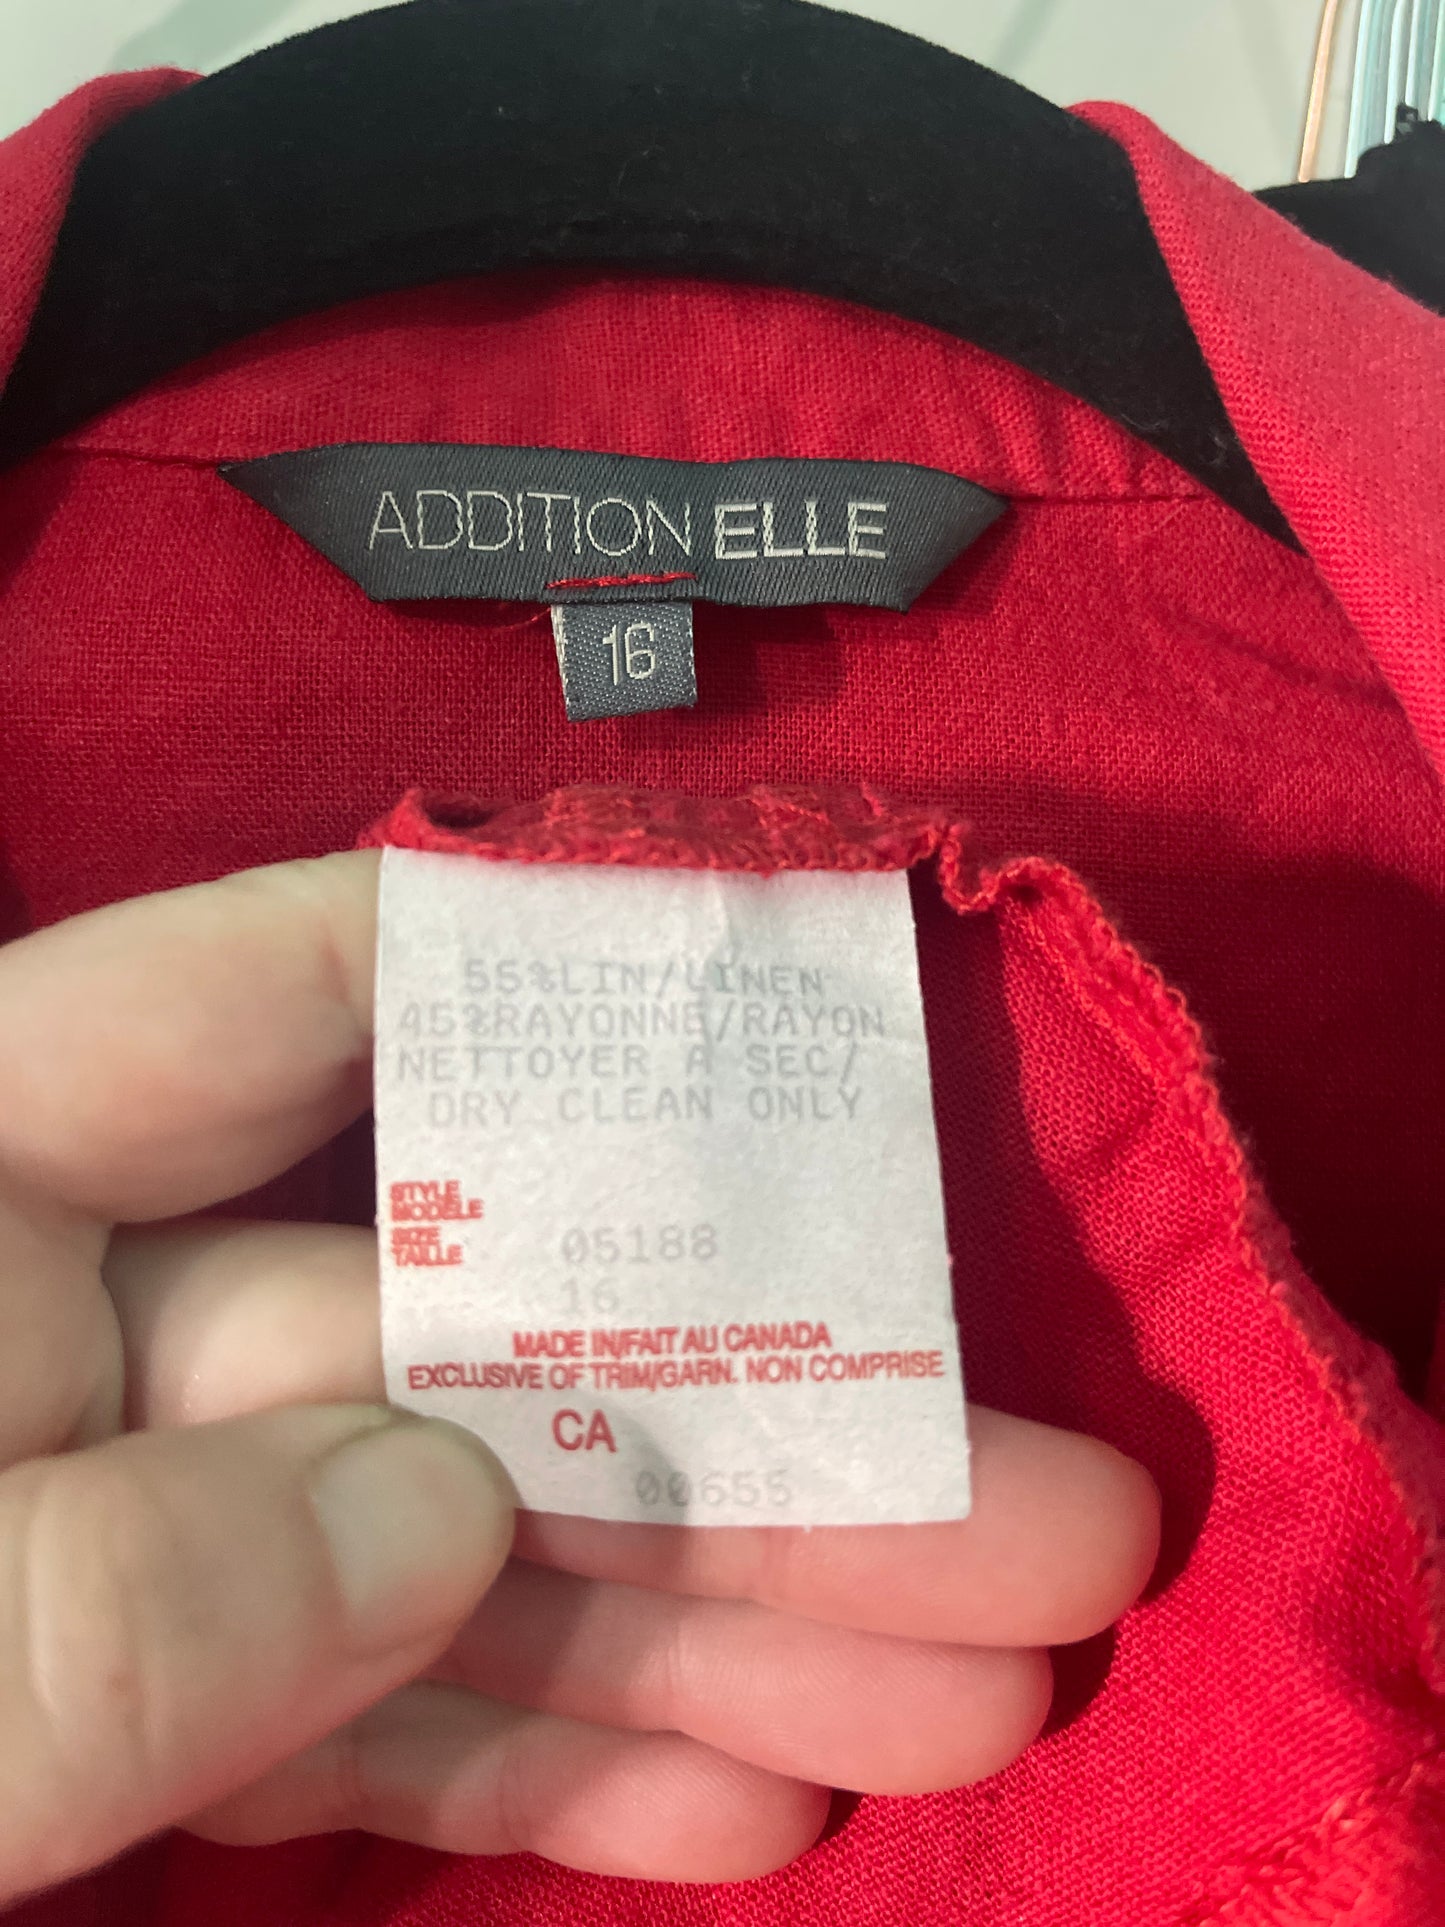 ADDITION ELLE
16
55%LIN/LINEN
45%RAYONNE/RAYON
NETTOYER A SEC/
DRY CLEAN ONLY
STYLE
MODÈLE
SIZE
TAILLE
05188
16
MADE IN/FAIT AU CANADA
EXCLUSIVE OF TRIM/GARN. NON COMPRISE
CA
00655